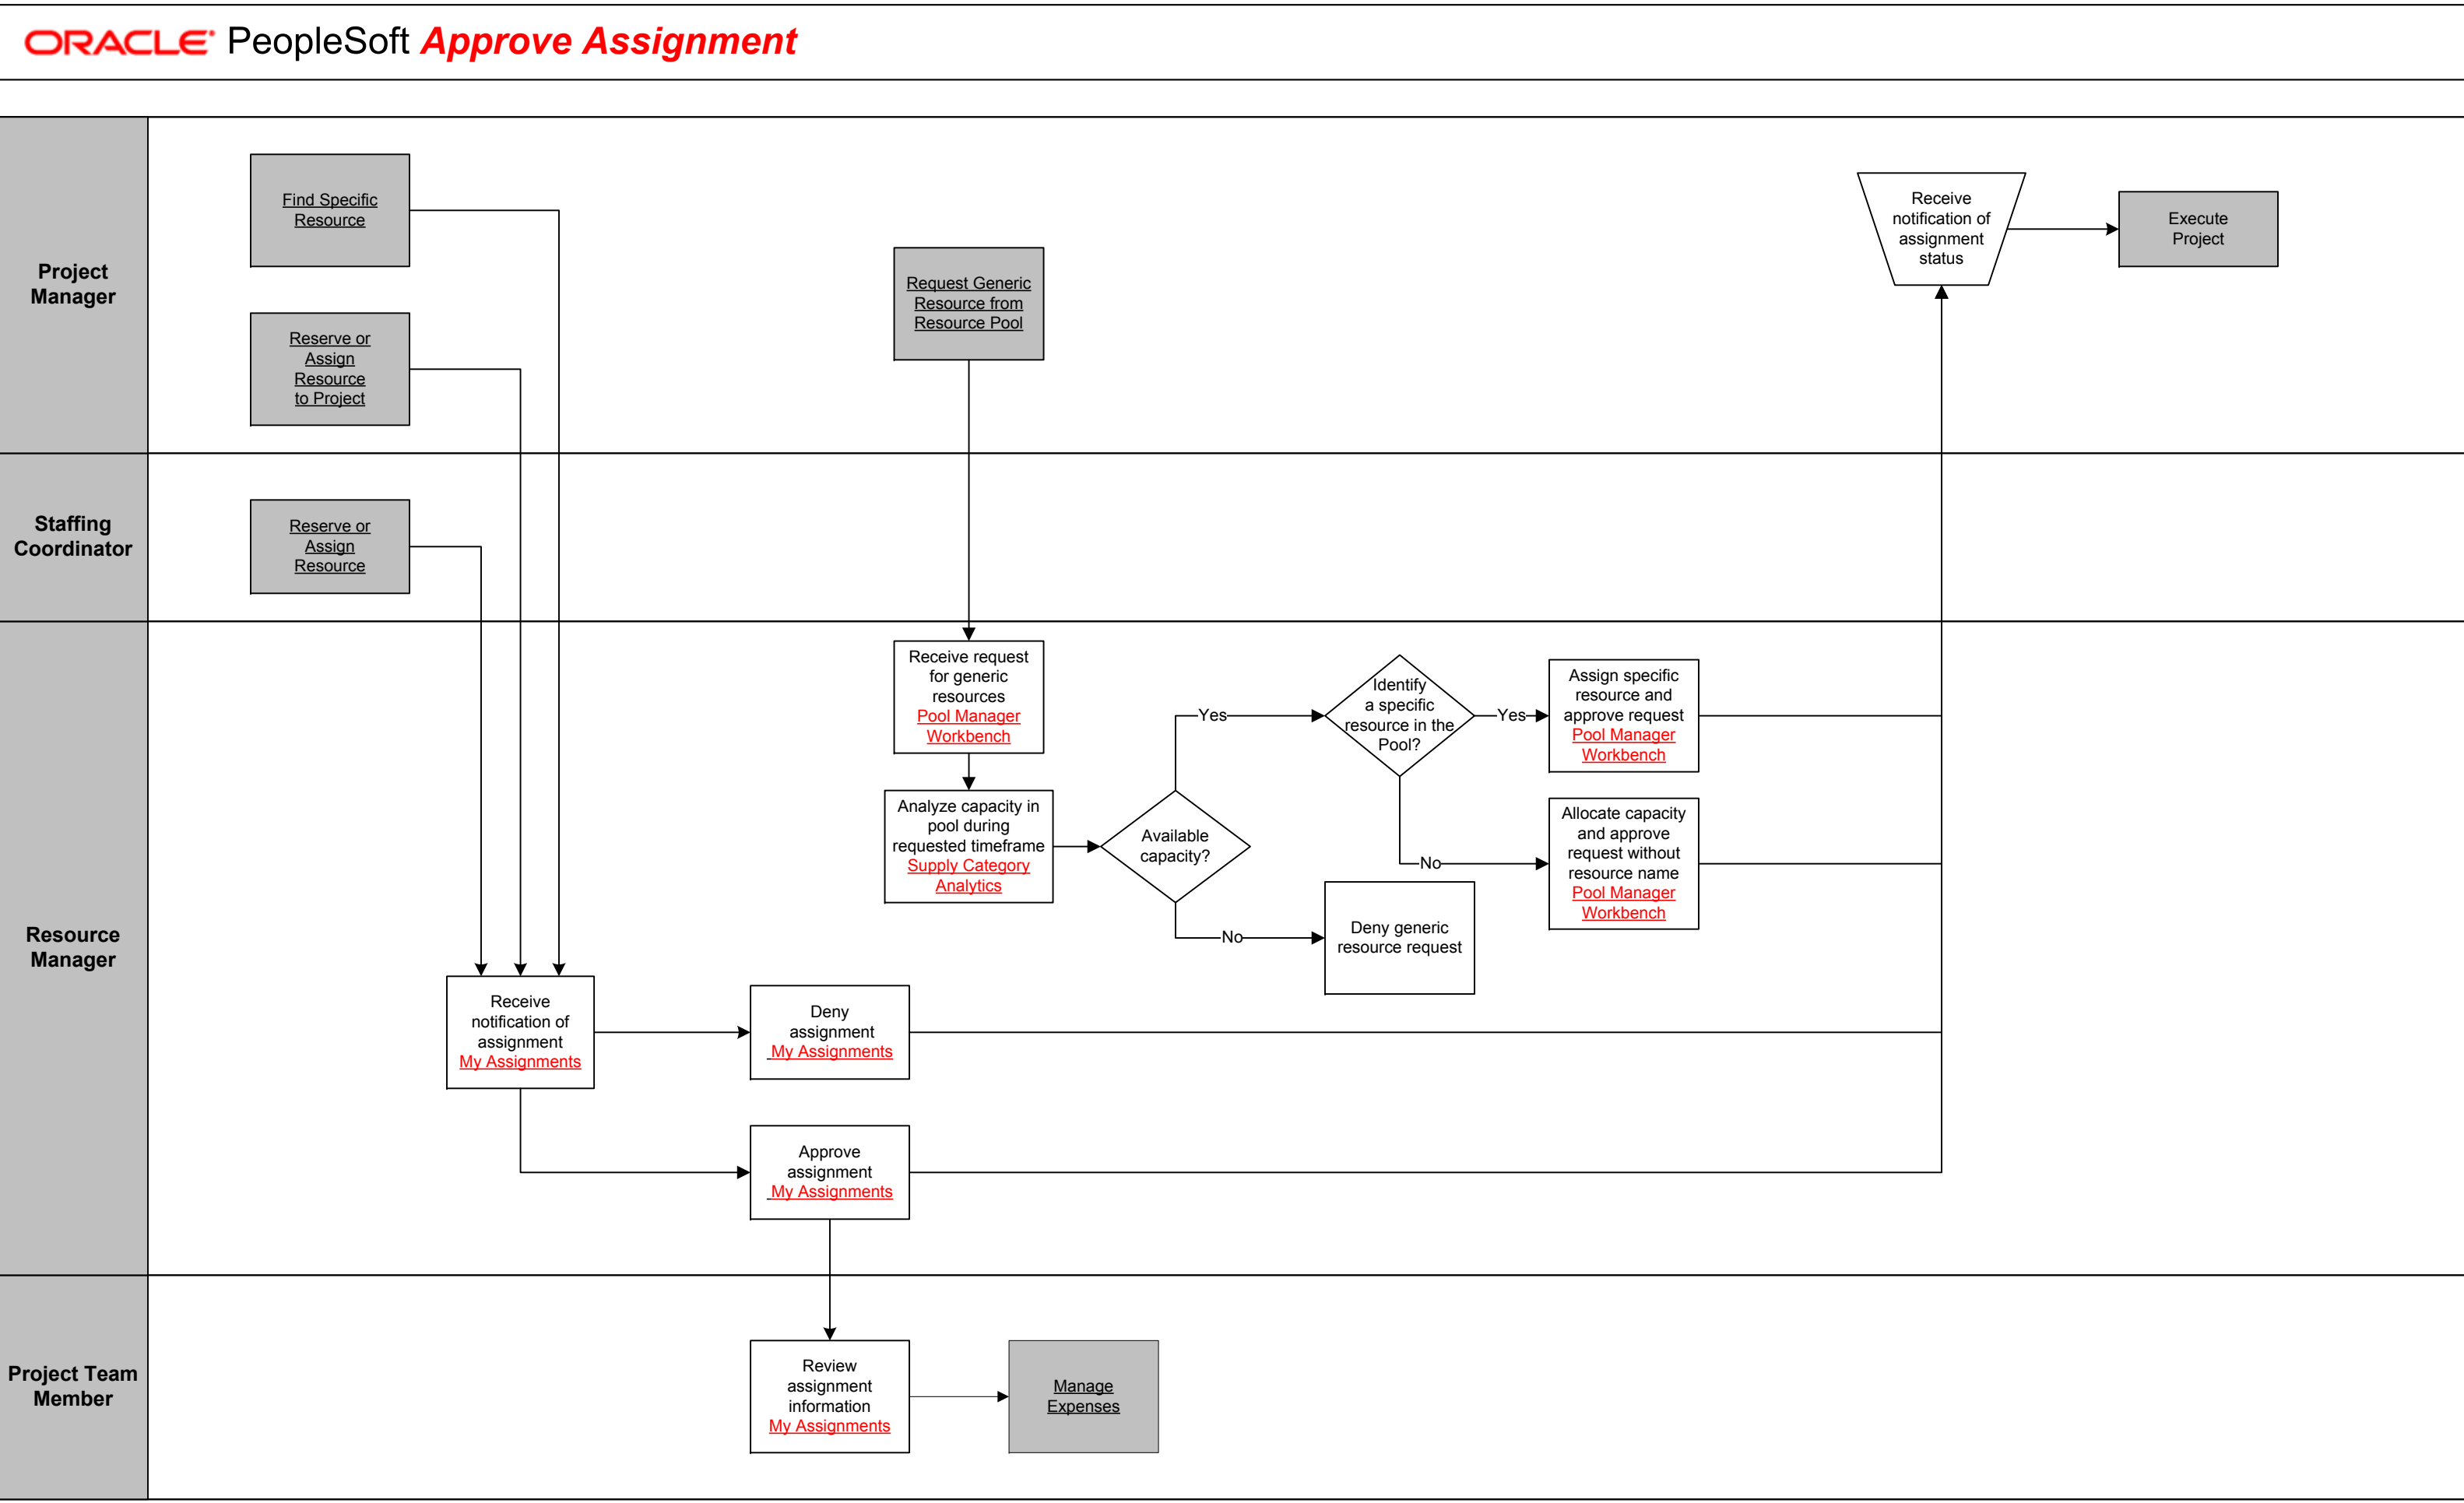 ORACLE PeopleSoft Approve Assignment
Project
Manager
Find Specific
Resource
Reserve or
Assign
Resource
to Project
Request Generic
Resource from
Resource Pool
Receive
notification of
assignment
status
Execute
Project
Staffing
Coordinator
Reserve or
Assign
Resource
Resource
Manager
Receive request
for generic
resources
Pool Manager
Workbench
Analyze capacity in
pool during
requested timeframe
Supply Category
Analytics
Available
capacity?
Yes
No
Identify
a specific
resource in the
Pool?
Yes
No
Assign specific
resource and
approve request
Pool Manager
Workbench
Allocate capacity
and approve
request without
resource name
Pool Manager
Workbench
Deny generic
resource request
Receive
notification of
assignment
My Assignments
Deny
assignment
My Assignments
Approve
assignment
My Assignments
Project Team
Member
Review
assignment
information
My Assignments
Manage
Expenses